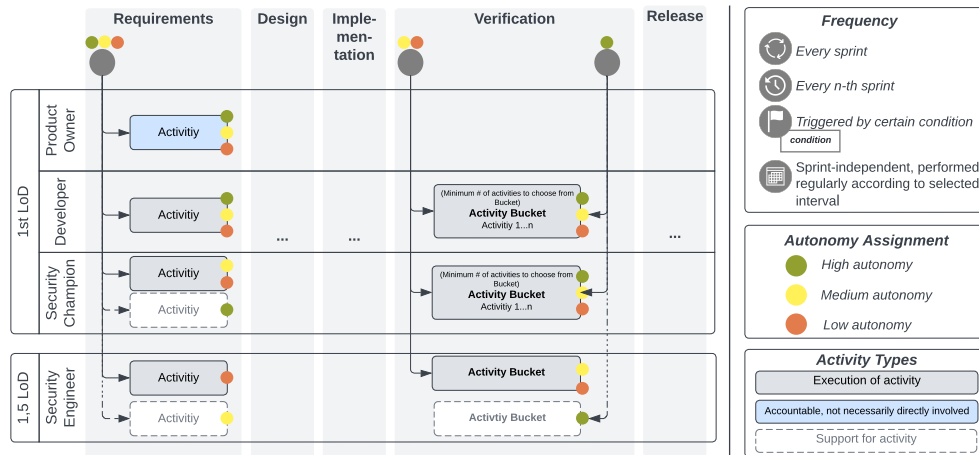 Requirements
Design
Imple-
men-
tation
Verification
Release
1st LoD
Product
Owner
Activitiy
Developer
Activitiy
...
...
(Minimum # of activities to choose from
Bucket)
Activity Bucket
Activitiy 1...n
...
Security
Champion
Activitiy
Activitiy
(Minimum # of activities to choose from
Bucket)
Activity Bucket
Activitiy 1...n
1,5 LoD
Security
Engineer
Activitiy
Activitiy
Activity Bucket
Activtiy Bucket
Frequency
Every sprint
Every n-th sprint
Triggered by certain condition
condition
Sprint-independent, performed
regularly according to selected
interval
Autonomy Assignment
High autonomy
Medium autonomy
Low autonomy
Activity Types
Execution of activity
Accountable, not necessarily directly involved
Support for activity